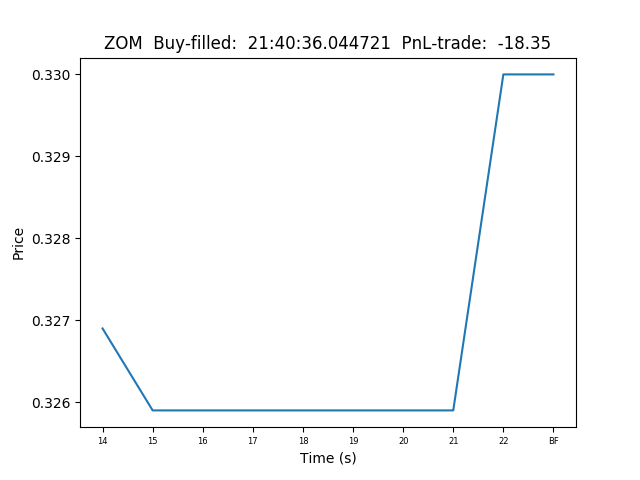 ZOM  Buy-filled:  21:40:36.044721  PnL-trade:  -18.35
0.330
0.329
0.328
0.327
0.326
Price
14 15 16 17 18 19 20 21 22 BF
Time (s)